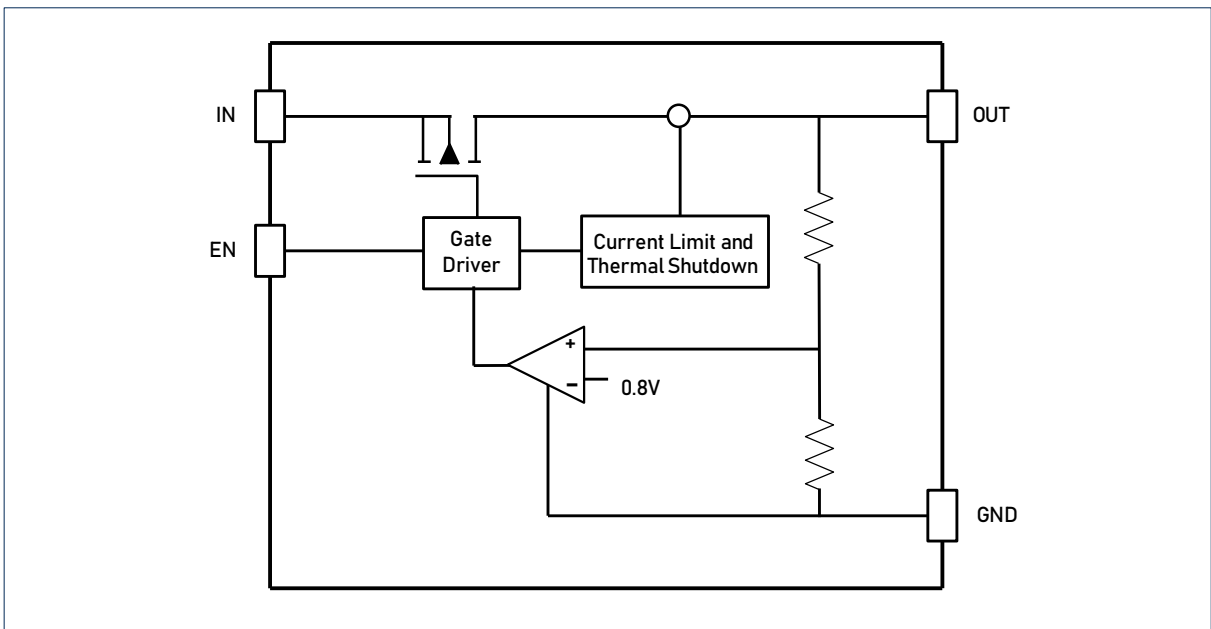 IN
OUT
EN
Gate
Driver
Current Limit and
Thermal Shutdown
+
−
0.8V
GND